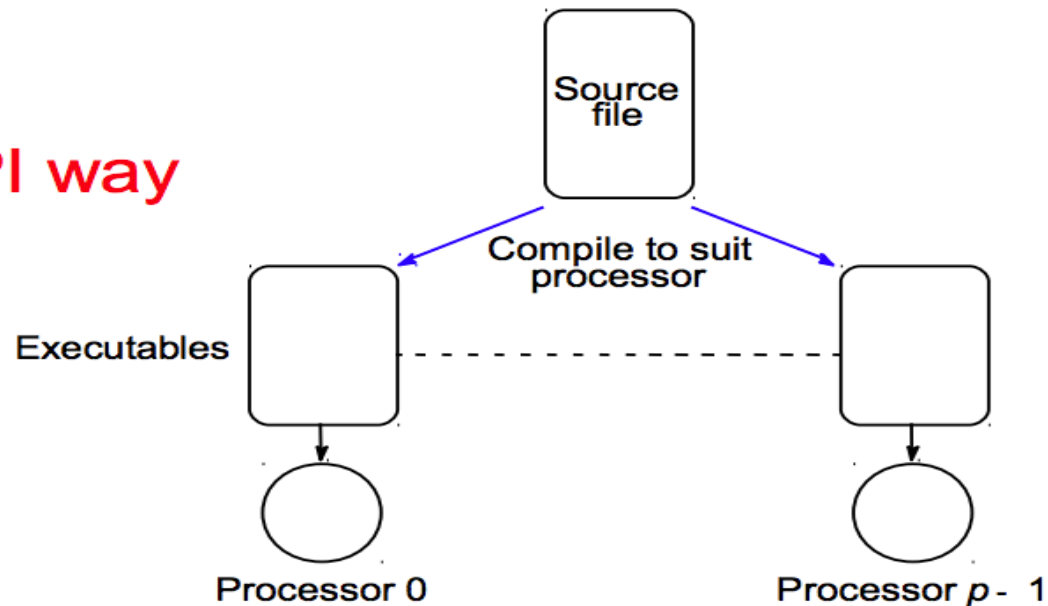 Source
file
I way
Compile to suit
processor
Executables
Processor 0
Processor p - 1